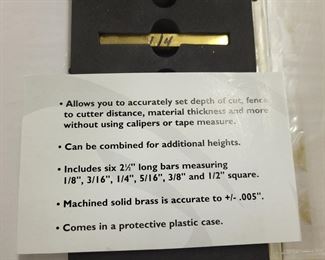 1/4
• Allows you to accurately set depth of cut, fence
to cutter distance, material thickness and more
without using calipers or tape measure.
• Can be combined for additional heights.
• Includes six 2½" long bars measuring
1/8", 3/16", 1/4", 5/16", 3/8" and 1/2" square.
• Machined solid brass is accurate to +/- .005".
• Comes in a protective plastic case.